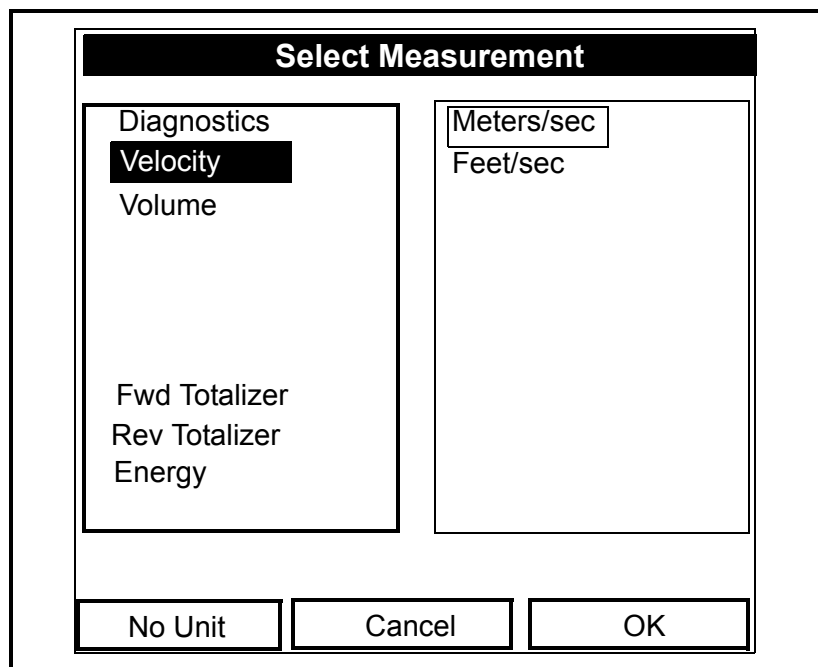 Select Measurement
Diagnostics
Velocity
Volume
Fwd Totalizer
Rev Totalizer
Energy
Meters/sec
Feet/sec
No Unit
Cancel
OK